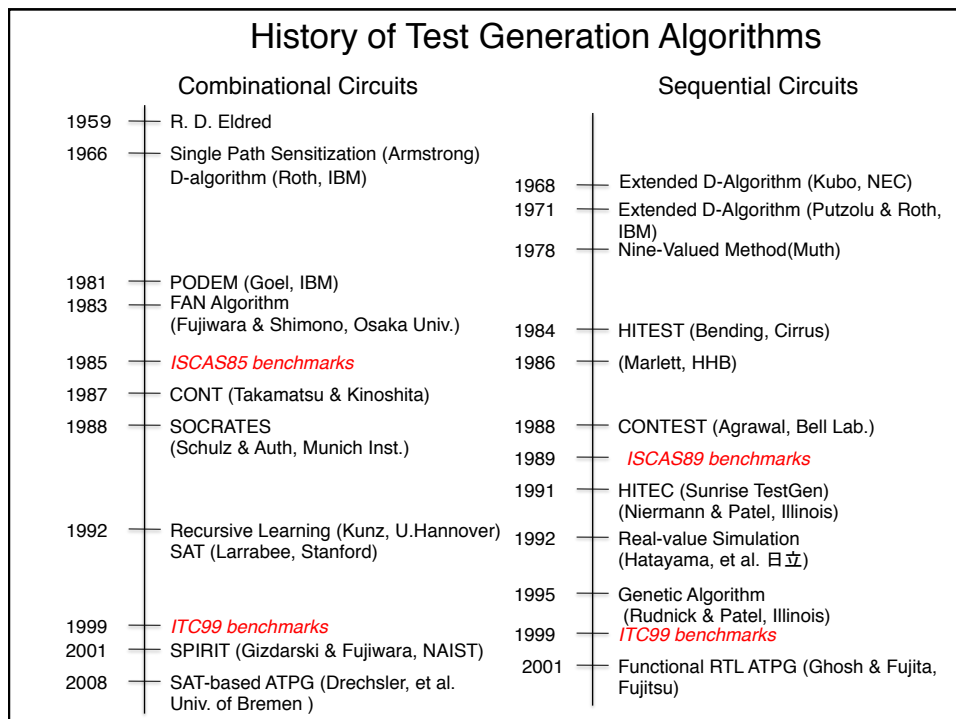 History of Test Generation Algorithms
Combinational Circuits
1959 R. D. Eldred
1966 Single Path Sensitization (Armstrong)
D-algorithm (Roth, IBM)
1981 PODEM (Goel, IBM)
1983 FAN Algorithm
(Fujiwara & Shimono, Osaka Univ.)
1985 ISCAS85 benchmarks
1987 CONT (Takamatsu & Kinoshita)
1988 SOCRATES
(Schulz & Auth, Munich Inst.)
1992 Recursive Learning (Kunz, U.Hannover)
SAT (Larrabee, Stanford)
1999 ITC99 benchmarks
2001 SPIRIT (Gizdarski & Fujiwara, NAIST)
2008 SAT-based ATPG (Drechsler, et al.
Univ. of Bremen )
Sequential Circuits
1968 Extended D-Algorithm (Kubo, NEC)
1971 Extended D-Algorithm (Putzolu & Roth,
IBM)
1978 Nine-Valued Method(Muth)
1984 HITEST (Bending, Cirrus)
1986 (Marlett, HHB)
1988 CONTEST (Agrawal, Bell Lab.)
1989 ISCAS89 benchmarks
1991 HITEC (Sunrise TestGen)
(Niermann & Patel, Illinois)
1992 Real-value Simulation
(Hatayama, et al. 日立)
1995 Genetic Algorithm
(Rudnick & Patel, Illinois)
1999 ITC99 benchmarks
2001 Functional RTL ATPG (Ghosh & Fujita,
Fujitsu)